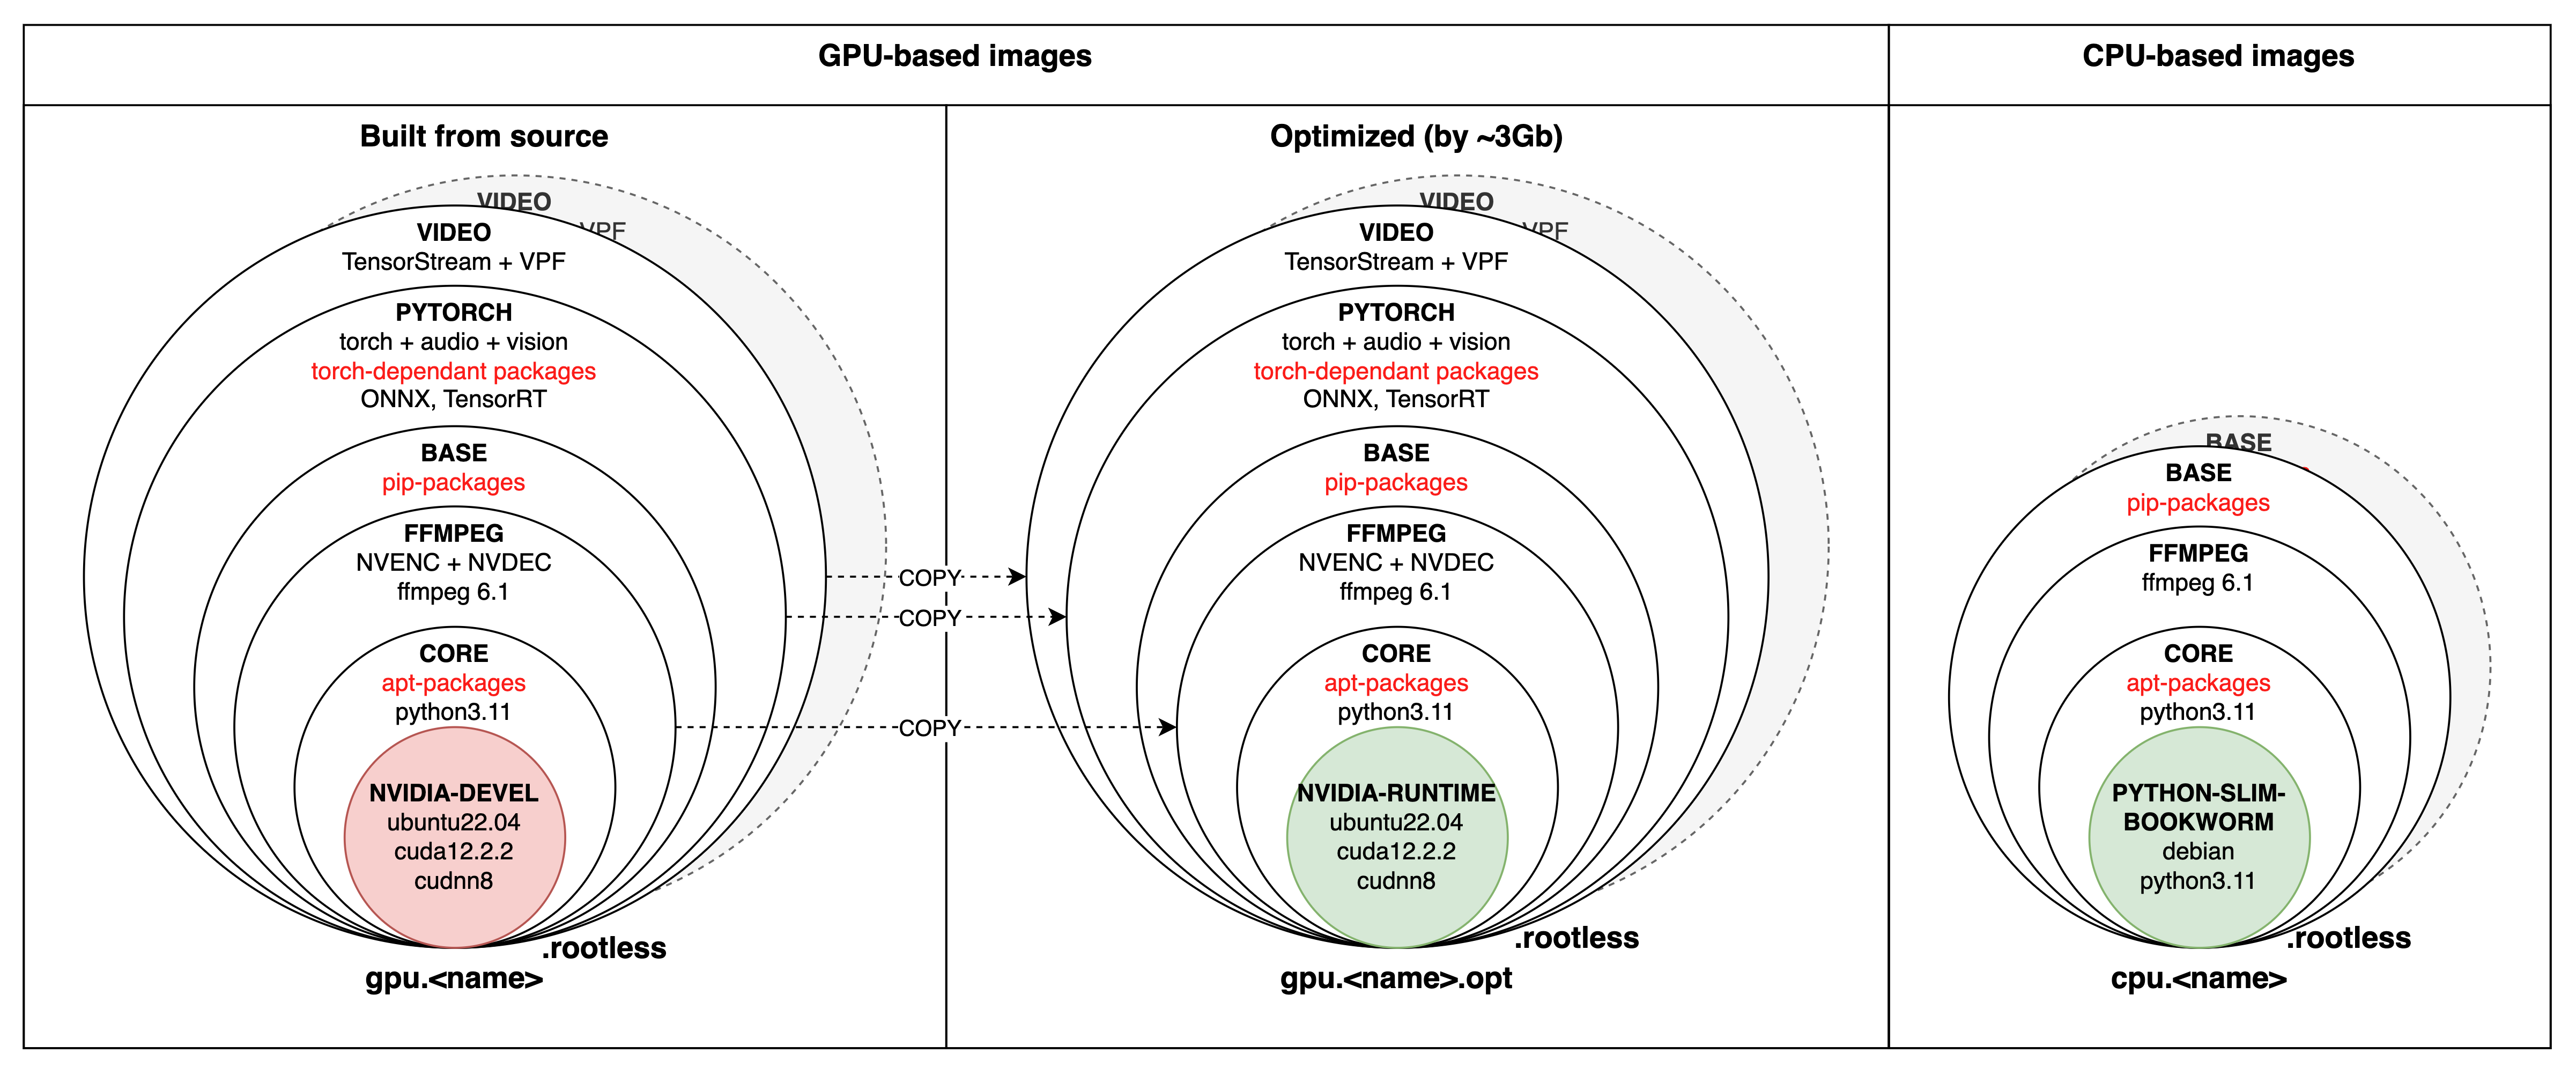 GPU-based images
CPU-based images
Built from source
VIDEO
VPF
VIDEO
TensorStream + VPF
PYTORCH
torch + audio + vision
torch-dependant packages
ONNX, TensorRT
BASE
pip-packages
FFMPEG
NVENC + NVDEC
ffmpeg 6.1
CORE
apt-packages
python3.11
NVIDIA-DEVEL
ubuntu22.04
cuda12.2.2
cudnn8
.rootless
gpu.<name>
COPY
COPY
COPY
Optimized (by ~3Gb)
VIDEO
VPF
VIDEO
TensorStream + VPF
PYTORCH
torch + audio + vision
torch-dependant packages
ONNX, TensorRT
BASE
pip-packages
FFMPEG
NVENC + NVDEC
ffmpeg 6.1
CORE
apt-packages
python3.11
NVIDIA-RUNTIME
ubuntu22.04
cuda12.2.2
cudnn8
.rootless
gpu.<name>.opt
BASE
BASE
pip-packages
FFMPEG
ffmpeg 6.1
CORE
apt-packages
python3.11
PYTHON-SLIM-
BOOKWORM
debian
python3.11
.rootless
cpu.<name>